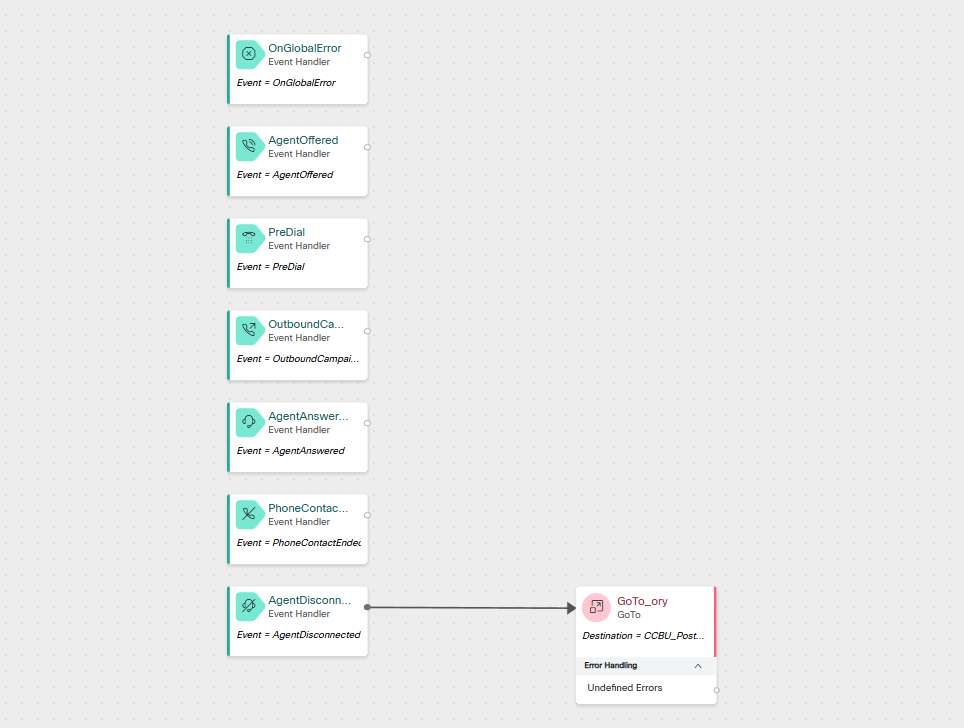 OnGlobalError
Event Handler
Event = OnGlobalError
AgentOffered
Event Handler
Event = AgentOffered
PreDial
Event Handler
Event = PreDial
OutboundCa...
Event Handler
Event = OutboundCampai...
AgentAnswer...
Event Handler
Event = AgentAnswered
PhoneContac...
Event Handler
Event = PhoneContactEnded
AgentDisconn...
Event Handler
Event = AgentDisconnected
GoTo_ory
GoTo
Destination = CCBU_Post...
Error Handling
Undefined Errors